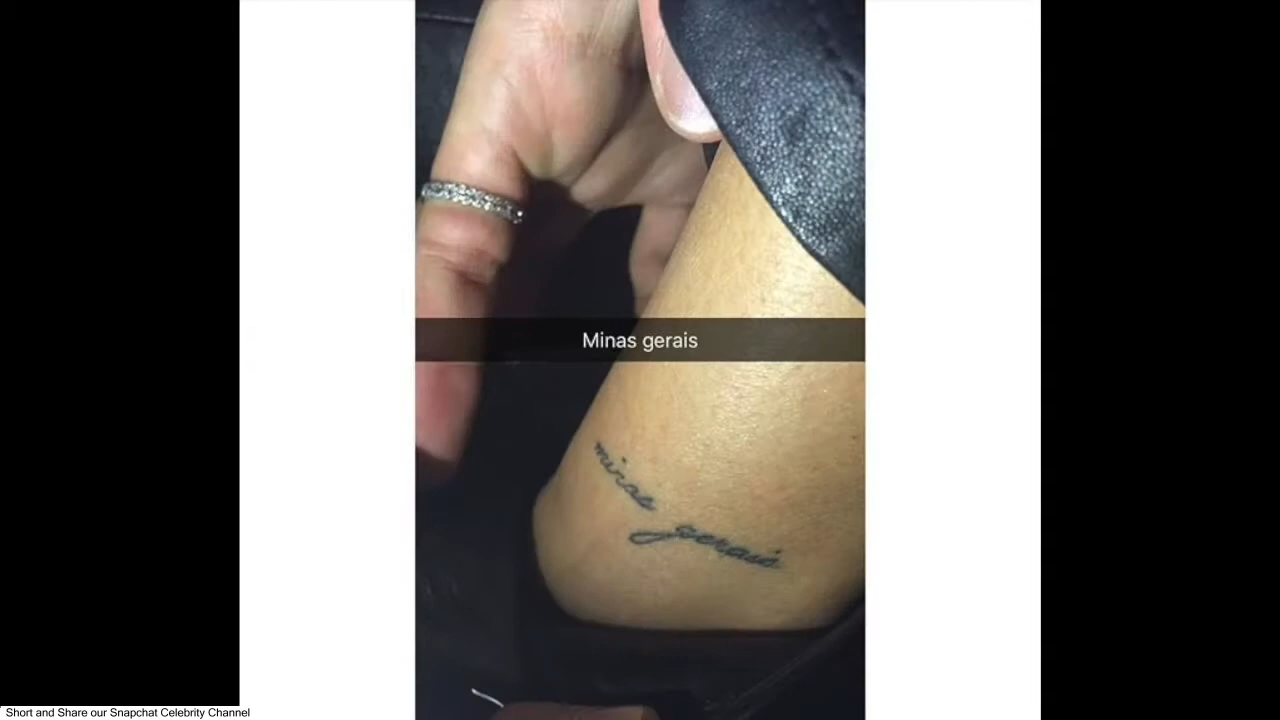 Minas gerais
minas
gerais
Short and Share our Snapchat Celebrity Channel